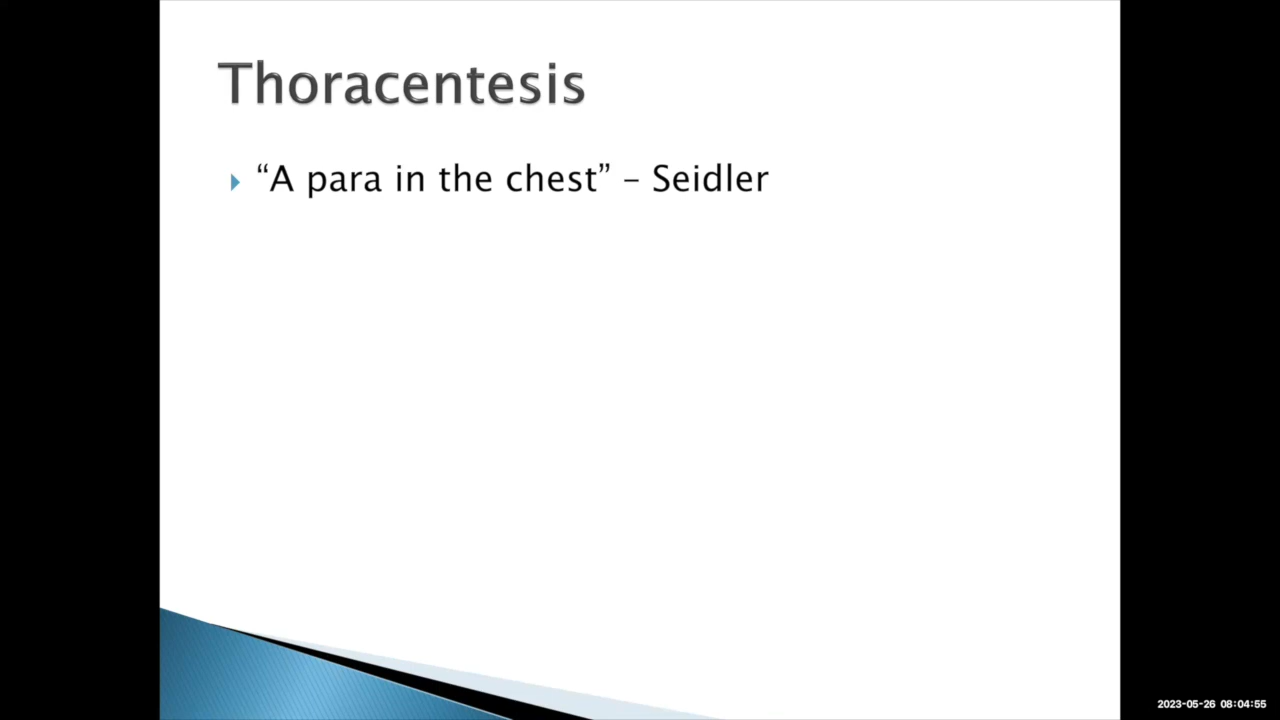 Thoracentesis
“A para in the chest” – Seidler
2023-05-26 08:04:55